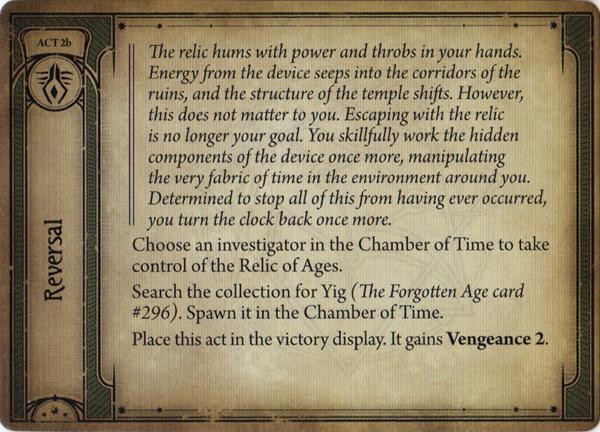 ACT 2b
Reversal
The relic hums with power and throbs in your hands.
Energy from the device seeps into the corridors of the
ruins, and the structure of the temple shifts. However,
this does not matter to you. Escaping with the relic
is no longer your goal. You skillfully work the hidden
components of the device once more, manipulating
the very fabric of time in the environment around you.
Determined to stop all of this from having ever occurred,
you turn the clock back once more.
Choose an investigator in the Chamber of Time to take
control of the Relic of Ages.
Search the collection for Yig (The Forgotten Age card
#296). Spawn it in the Chamber of Time.
Place this act in the victory display. It gains Vengeance 2.